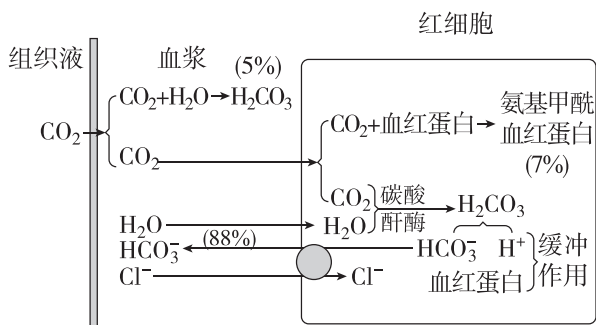 红细胞
组织液
血浆
(5%)
CO₂+H₂O→H₂CO₃
CO₂
CO₂
CO₂+血红蛋白→
氨基甲酰
血红蛋白
(7%)
CO₂
H₂O
碳酸
酐酶
H₂CO₃
H₂O
HCO₃⁻
(88%)
HCO₃⁻ H⁺
血红蛋白
缓冲
作用
Cl⁻
Cl⁻